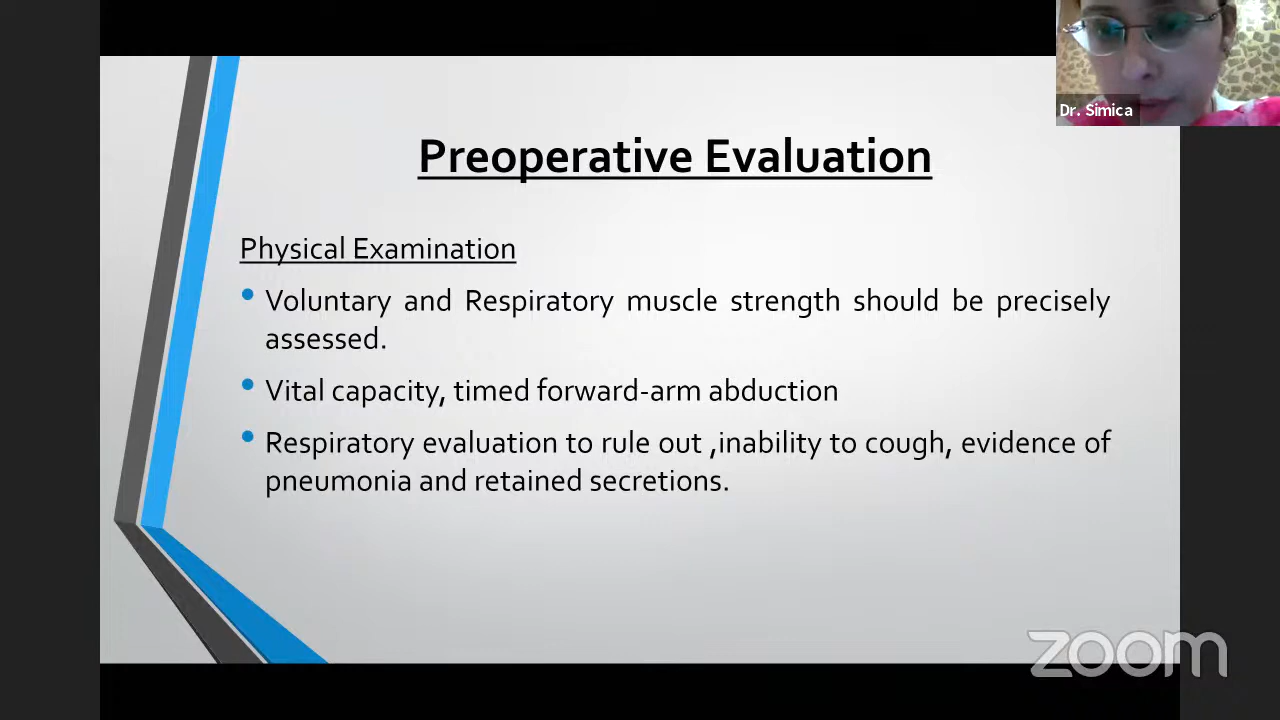 Dr. Simica
Preoperative Evaluation
Physical Examination
• Voluntary and Respiratory muscle strength should be precisely
assessed.
• Vital capacity, timed forward-arm abduction
• Respiratory evaluation to rule out ,inability to cough, evidence of
pneumonia and retained secretions.
zoom